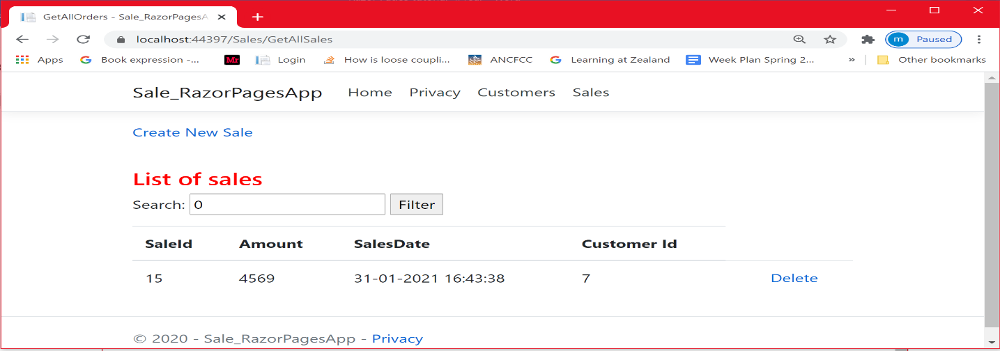 GetAllOrders - Sale_RazorPagesA
localhost:44397/Sales/GetAllSales
m Paused
Apps Book expression -... Mr Login How is loose coupli... ANCFCC Learning at Zealand Week Plan Spring 2... » Other bookmarks
Sale_RazorPagesApp Home Privacy Customers Sales
Create New Sale
List of sales
Search: 0 Filter
SaleId Amount SalesDate Customer Id
15 4569 31-01-2021 16:43:38 7 Delete
© 2020 - Sale_RazorPagesApp - Privacy